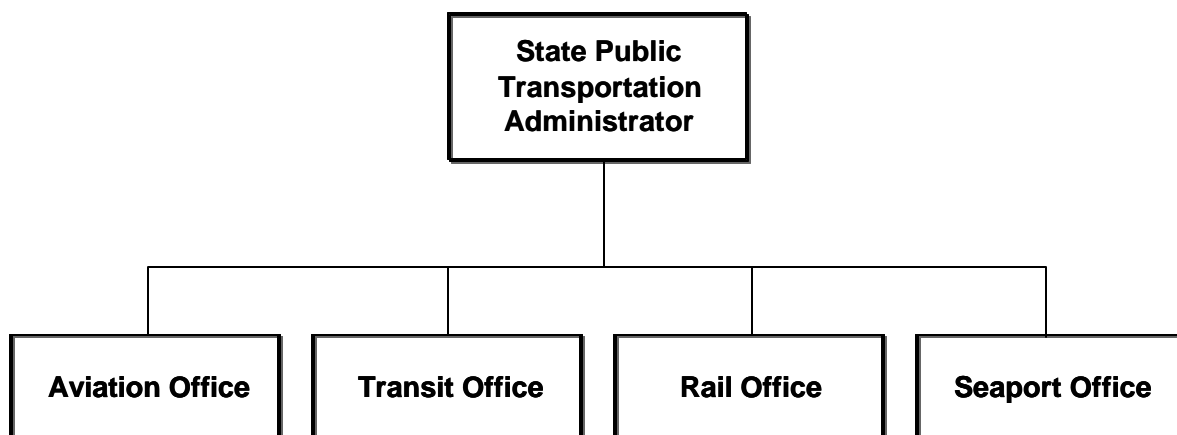 State Public
Transportation
Administrator
Aviation Office
Transit Office
Rail Office
Seaport Office